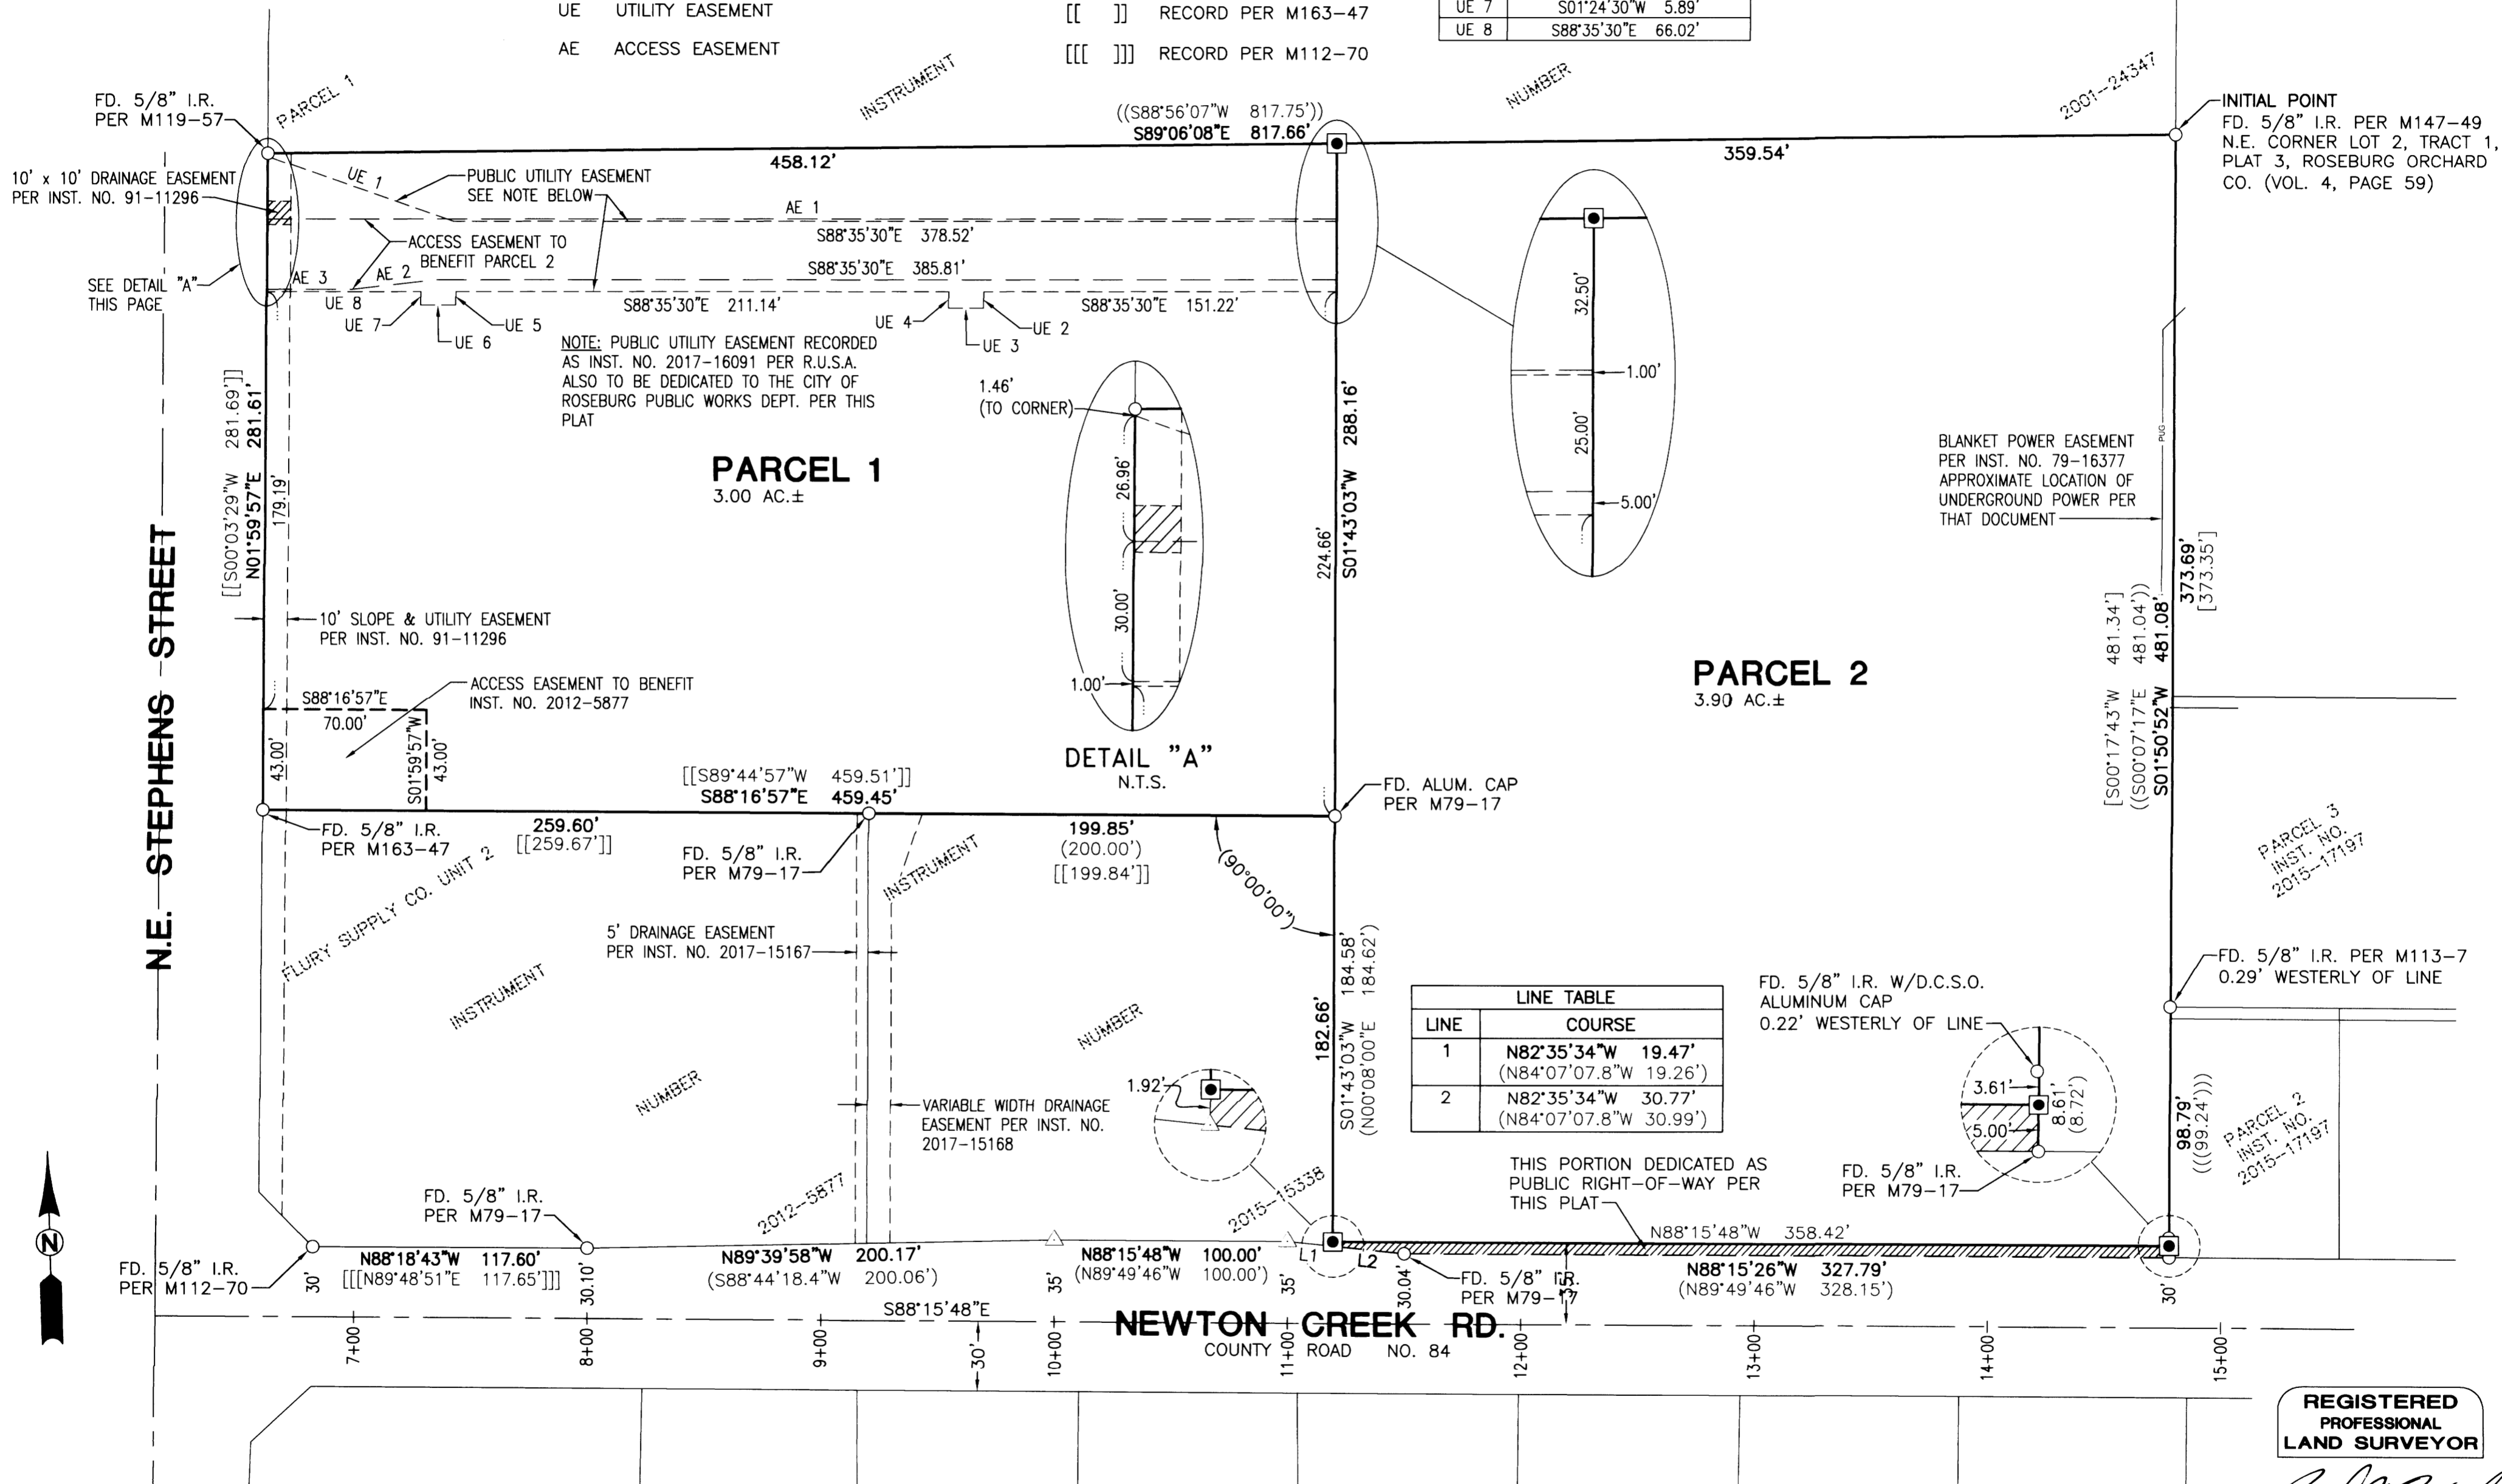 UE UTILITY EASEMENT
AE ACCESS EASEMENT
[[ ]] RECORD PER M163-47
[[[ ]]] RECORD PER M112-70
UE 7 S01°24'30"W 5.89'
UE 8 S88°35'30"E 66.02'
FD. 5/8" I.R.
PER M119-57
PARCEL 1
INSTRUMENT
NUMBER
2001-24347
((S88°56'07"W 817.75'))
S89°06'08"E 817.66'
458.12'
359.54'
INITIAL POINT
FD. 5/8" I.R. PER M147-49
N.E. CORNER LOT 2, TRACT 1,
PLAT 3, ROSEBURG ORCHARD
CO. (VOL. 4, PAGE 59)
10' x 10' DRAINAGE EASEMENT
PER INST. NO. 91-11296
UE 1
PUBLIC UTILITY EASEMENT
SEE NOTE BELOW
AE 1
S88°35'30"E 378.52'
ACCESS EASEMENT TO
BENEFIT PARCEL 2
S88°35'30"E 385.81'
SEE DETAIL "A"
THIS PAGE
AE 3
AE 2
UE 8
UE 7
UE 6
UE 5
S88°35'30"E 211.14'
UE 4
UE 3
UE 2
S88°35'30"E 151.22'
NOTE: PUBLIC UTILITY EASEMENT RECORDED
AS INST. NO. 2017-16091 PER R.U.S.A.
ALSO TO BE DEDICATED TO THE CITY OF
ROSEBURG PUBLIC WORKS DEPT. PER THIS
PLAT
32.50'
1.00'
25.00'
5.00'
1.46'
(TO CORNER)
26.96'
30.00'
1.00'
DETAIL "A"
N.T.S.
[[S00°03'29"W 281.69']]
N01°59'57"E 281.61'
179.19'
PARCEL 1
3.00 AC.±
224.66'
S01°43'03"W 288.16'
BLANKET POWER EASEMENT
PER INST. NO. 79-16377
APPROXIMATE LOCATION OF
UNDERGROUND POWER PER
THAT DOCUMENT
PUG
373.69'
[373.35']
[S00°17'43"W 481.34']
((S00°07'17"E 481.04'))
S01°50'52"W 481.08'
N.E. STEPHENS STREET
10' SLOPE & UTILITY EASEMENT
PER INST. NO. 91-11296
ACCESS EASEMENT TO BENEFIT
INST. NO. 2012-5877
S88°16'57"E
70.00'
43.00'
S01°59'57"W
43.00'
PARCEL 2
3.90 AC.±
[[S89°44'57"W 459.51']]
S88°16'57"E 459.45'
FD. ALUM. CAP
PER M79-17
FD. 5/8" I.R.
PER M163-47
259.60'
[[259.67']]
FD. 5/8" I.R.
PER M79-17
199.85'
(200.00')
[[199.84']]
(90°00'00")
FLURY SUPPLY CO. UNIT 2
INSTRUMENT
NUMBER
2012-5877
INSTRUMENT
NUMBER
2015-15338
PARCEL 3
INST. NO.
2015-17197
5' DRAINAGE EASEMENT
PER INST. NO. 2017-15167
VARIABLE WIDTH DRAINAGE
EASEMENT PER INST. NO.
2017-15168
182.66'
S01°43'03"W 184.58'
(N00°08'00"E 184.62')
1.92'
LINE TABLE
LINE COURSE
1 N82°35'34"W 19.47'
(N84°07'07.8"W 19.26')
2 N82°35'34"W 30.77'
(N84°07'07.8"W 30.99')
FD. 5/8" I.R. W/D.C.S.O.
ALUMINUM CAP
0.22' WESTERLY OF LINE
FD. 5/8" I.R. PER M113-7
0.29' WESTERLY OF LINE
3.61'
5.00'
8.61'
(8.72')
FD. 5/8" I.R.
PER M79-17
98.79'
(((99.24')))
PARCEL 2
INST. NO.
2015-17197
THIS PORTION DEDICATED AS
PUBLIC RIGHT-OF-WAY PER
THIS PLAT
N88°15'48"W 358.42'
FD. 5/8" I.R.
PER M79-17
FD. 5/8" I.R.
PER M112-70
N
30'
N88°18'43"W 117.60'
[[[N89°48'51"E 117.65']]]
30.10'
N89°39'58"W 200.17'
(S88°44'18.4"W 200.06')
35'
N88°15'48"W 100.00'
(N89°49'46"W 100.00')
35'
L1
L2
30.04'
FD. 5/8" I.R.
PER M79-17
35'
N88°15'26"W 327.79'
(N89°49'46"W 328.15')
30'
S88°15'48"E
30'
NEWTON CREEK RD.
COUNTY ROAD NO. 84
7+00
8+00
9+00
10+00
11+00
12+00
13+00
14+00
15+00
REGISTERED
PROFESSIONAL
LAND SURVEYOR